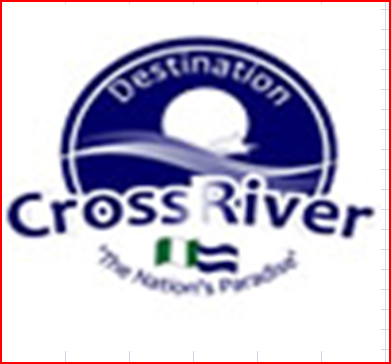 Destination
CrossRiver
"The Nation's Paradise"